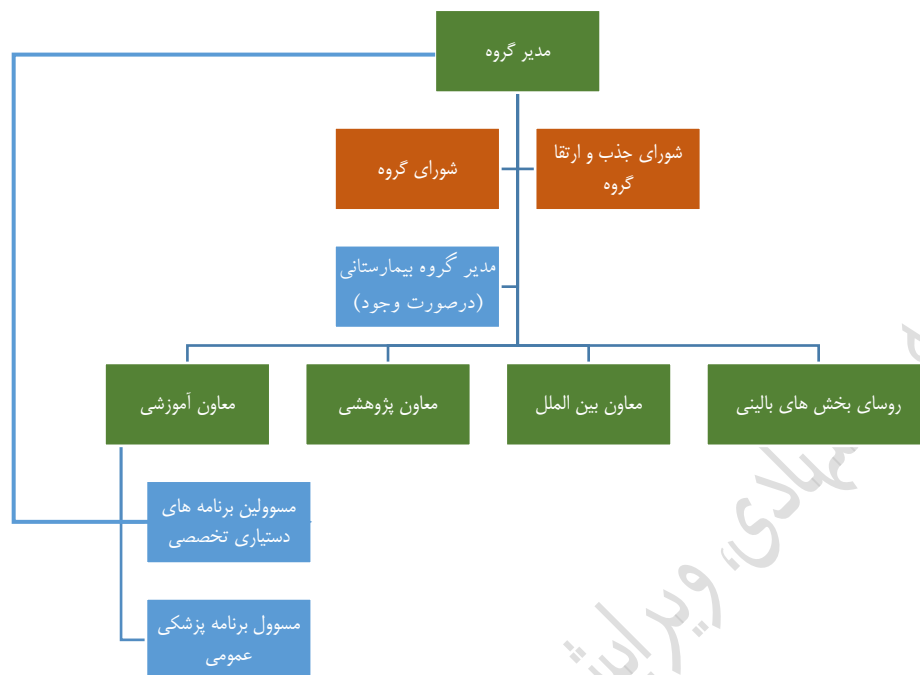 مدیر گروه
شورای جذب و ارتقا
گروه
شورای گروه
مدیر گروه بیمارستانی
(درصورت وجود)
روسای بخش های بالینی
معاون بین الملل
معاون پژوهشی
معاون آموزشی
مسوولین برنامه های
دستیاری تخصصی
مسوول برنامه پزشکی
عمومی